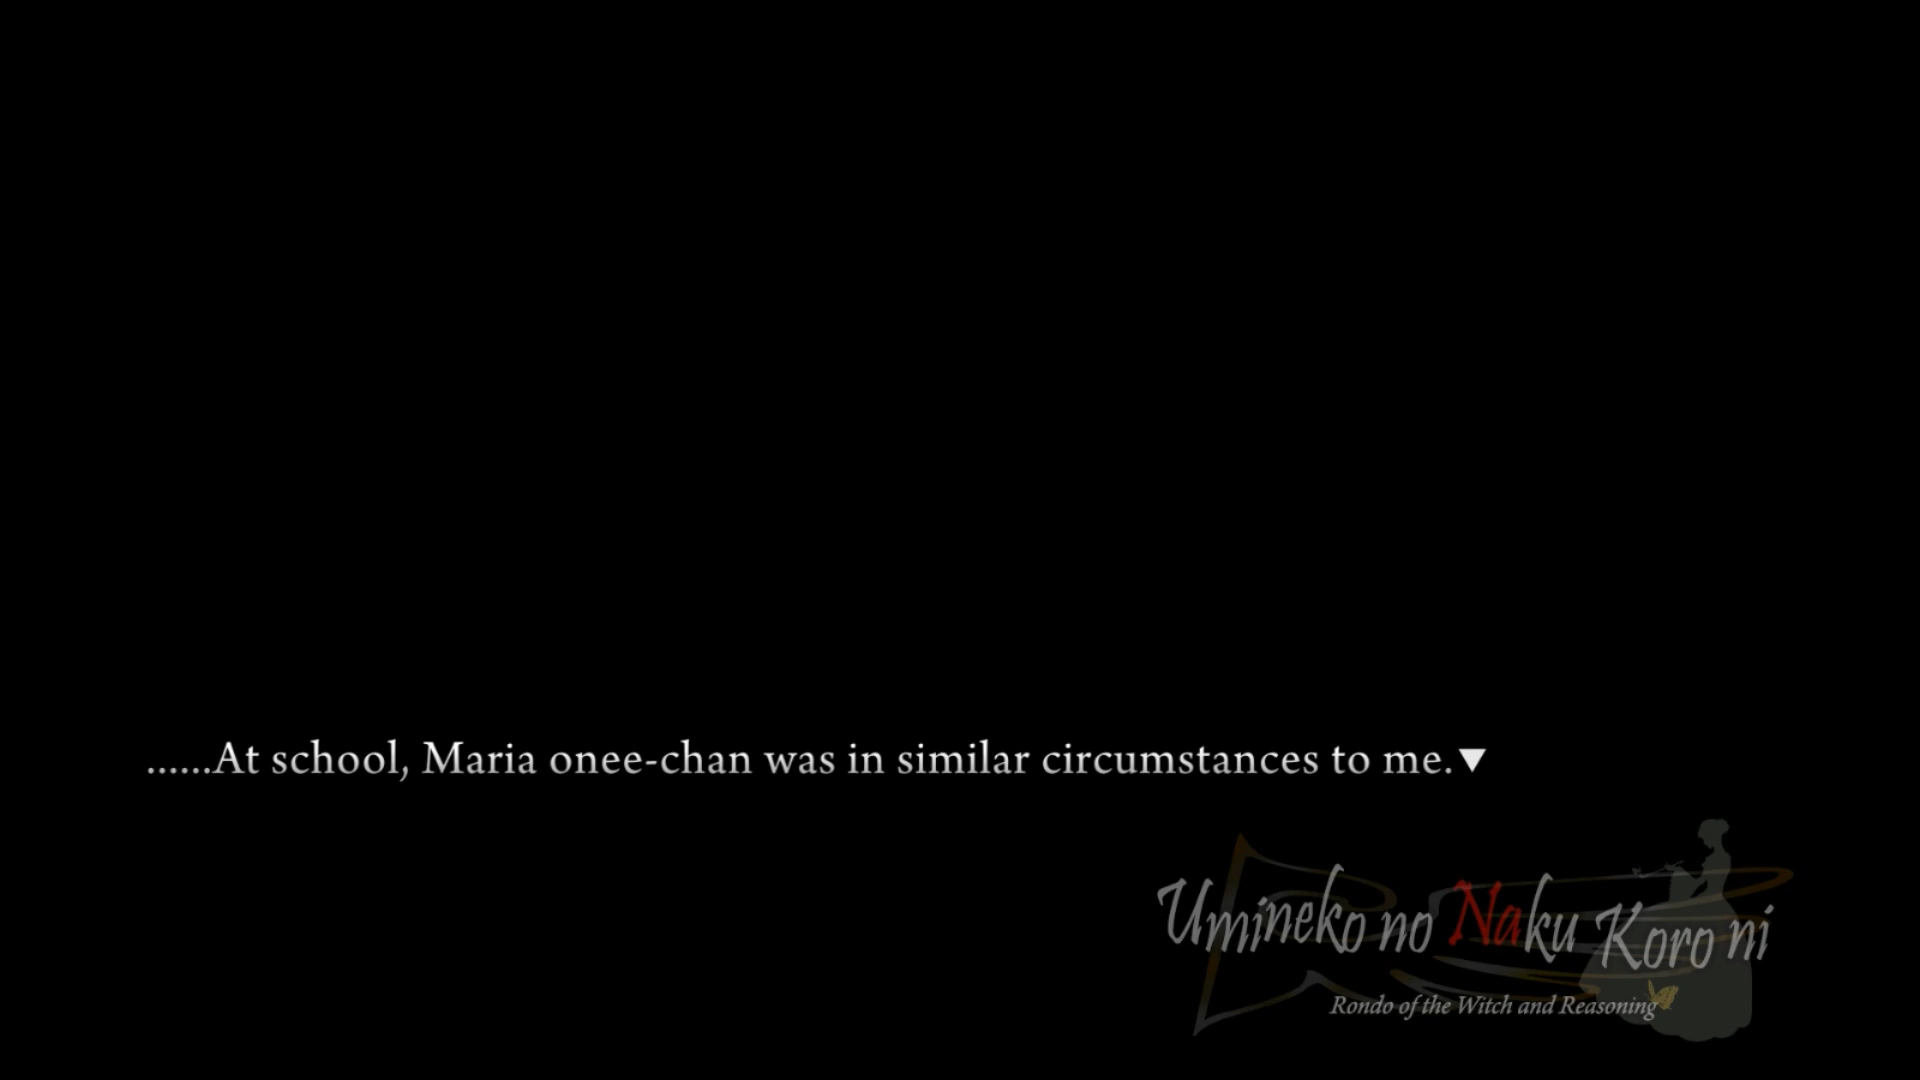 ......At school, Maria onee-chan was in similar circumstances to me.▼
Umineko no Naku Koro ni
Rondo of the Witch and Reasoning